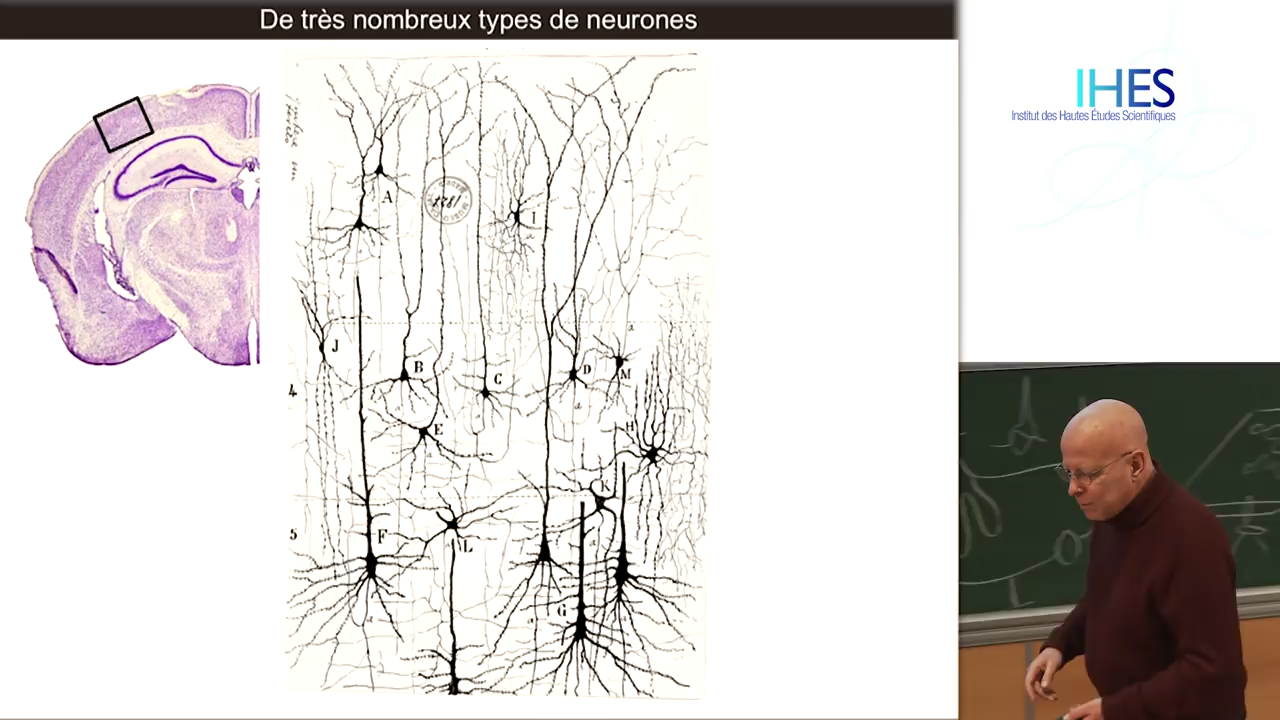 De très nombreux types de neurones
IHES
Institut des Hautes Études Scientifiques
A
I
J
B
C
D
M
4
E
H
K
5
F
L
G
a
a
a